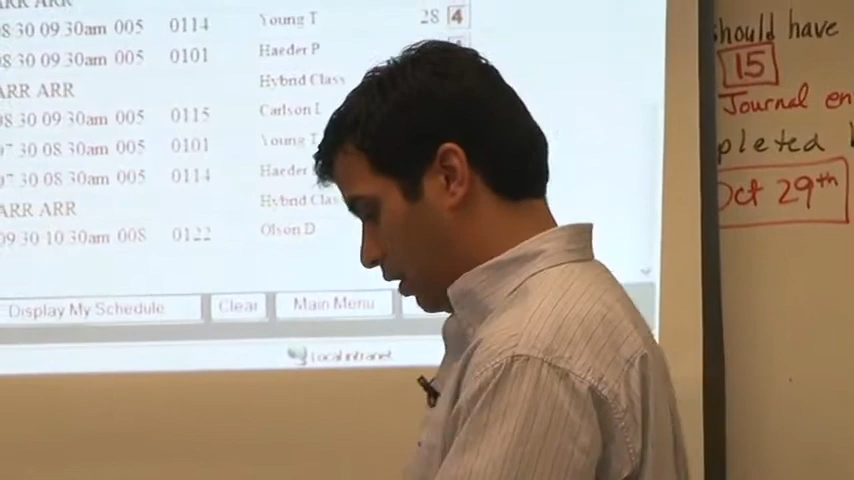 ARR ARR
08 30 09 30am 005 0114 Young T 28 4
08 30 09 30am 005 0101 Haeder P
ARR ARR Hybrid Class
08 30 09 30am 005 0115 Carlson L
07 30 08 30am 005 0101 Young T
07 30 08 30am 005 0114 Haeder
ARR ARR Hybrid Clas
09 30 10 30am 008 0122 Olson D
Display My Schedule Clear Main Menu
Local intranet
should have
15
Journal en
pleted
Oct 29th